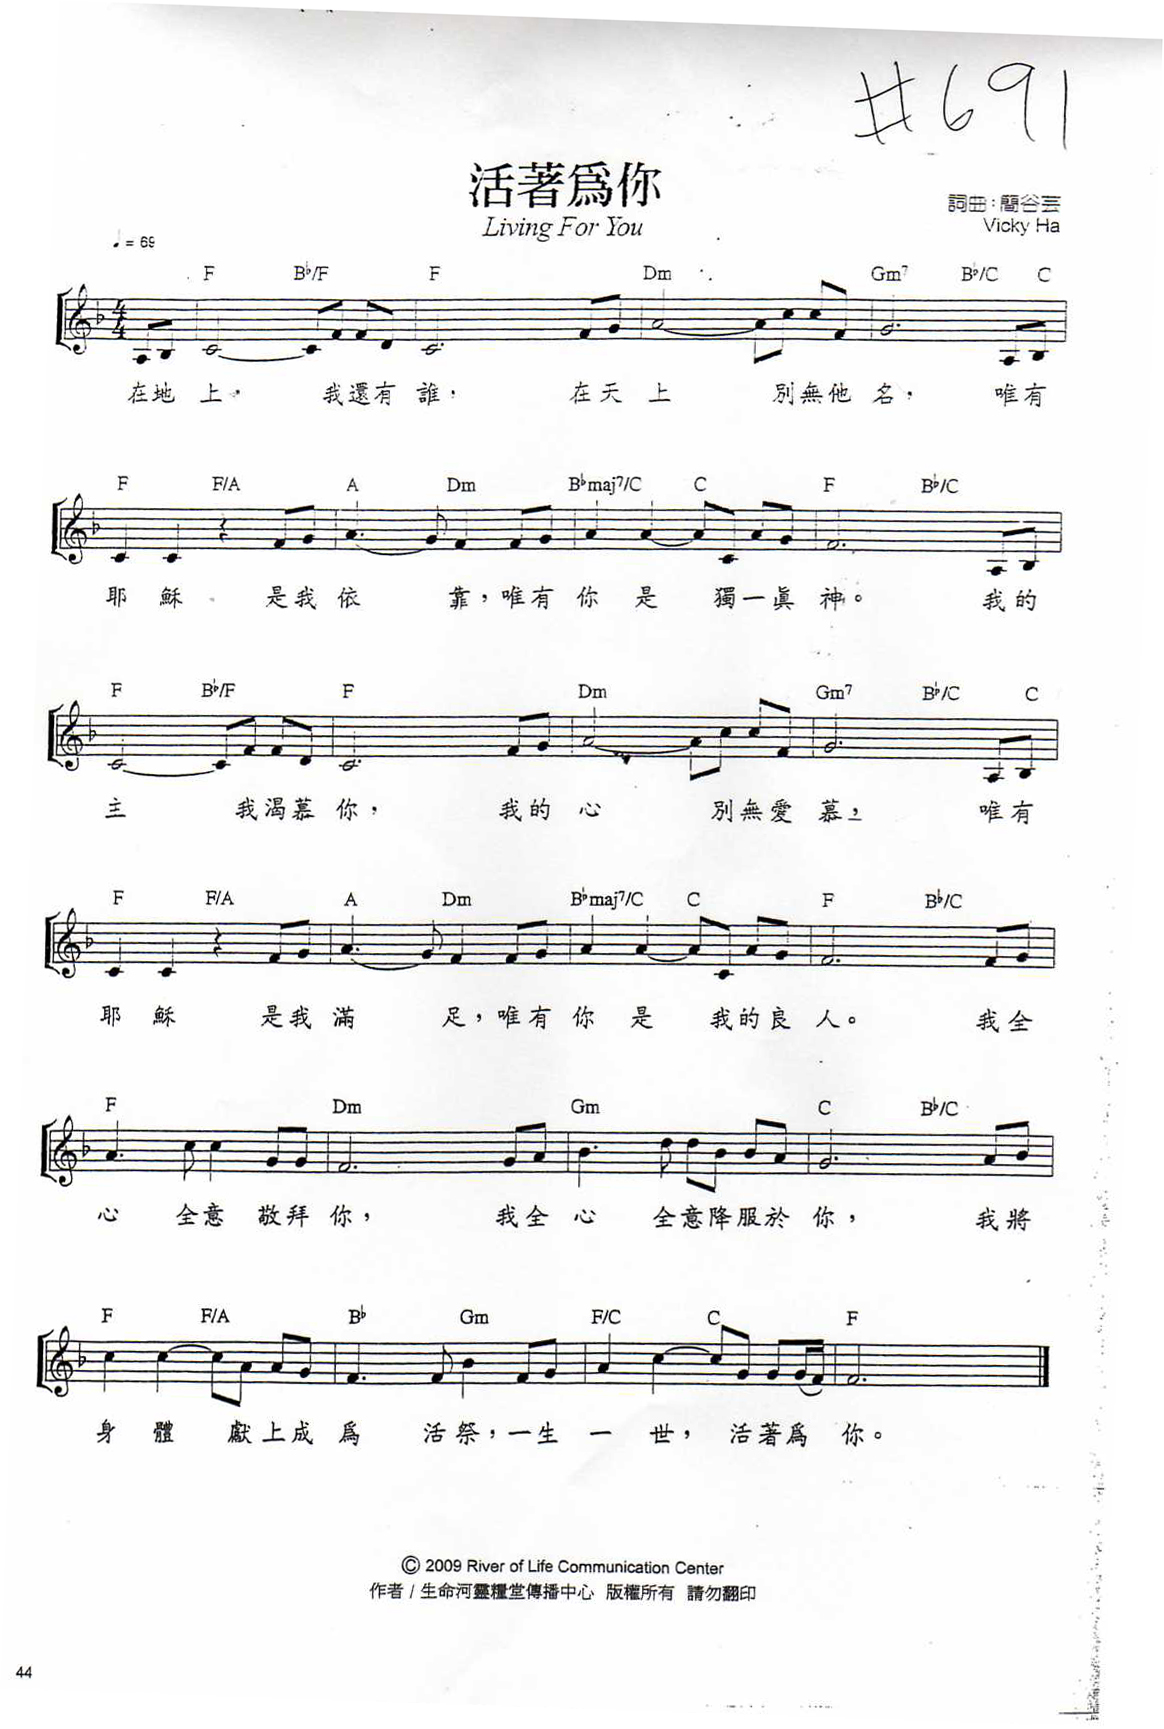 #691
活著爲你
Living For You
詞曲：簡谷芸
Vicky Ha
♩= 69
F B♭/F F Dm Gm7 B♭/C C
在地 上， 我還有 誰， 在天 上 別無他 名， 唯有
F F/A A Dm B♭maj7/C C F B♭/C
耶 穌 是我 依 靠，唯有 你 是 獨一眞 神。 我的
F B♭/F F Dm Gm7 B♭/C C
主 我渴慕 你， 我的 心 別無愛 慕， 唯有
F F/A A Dm B♭maj7/C C F B♭/C
耶 穌 是我 滿 足，唯有 你 是 我的良 人。 我全
F Dm Gm C B♭/C
心 全意 敬拜 你， 我全 心 全意降服於 你， 我將
F F/A B♭ Gm F/C C F
身 體 獻上成 爲 活祭，一生 一 世， 活著爲 你。
© 2009 River of Life Communication Center
作者 / 生命河靈糧堂傳播中心 版權所有 請勿翻印
44